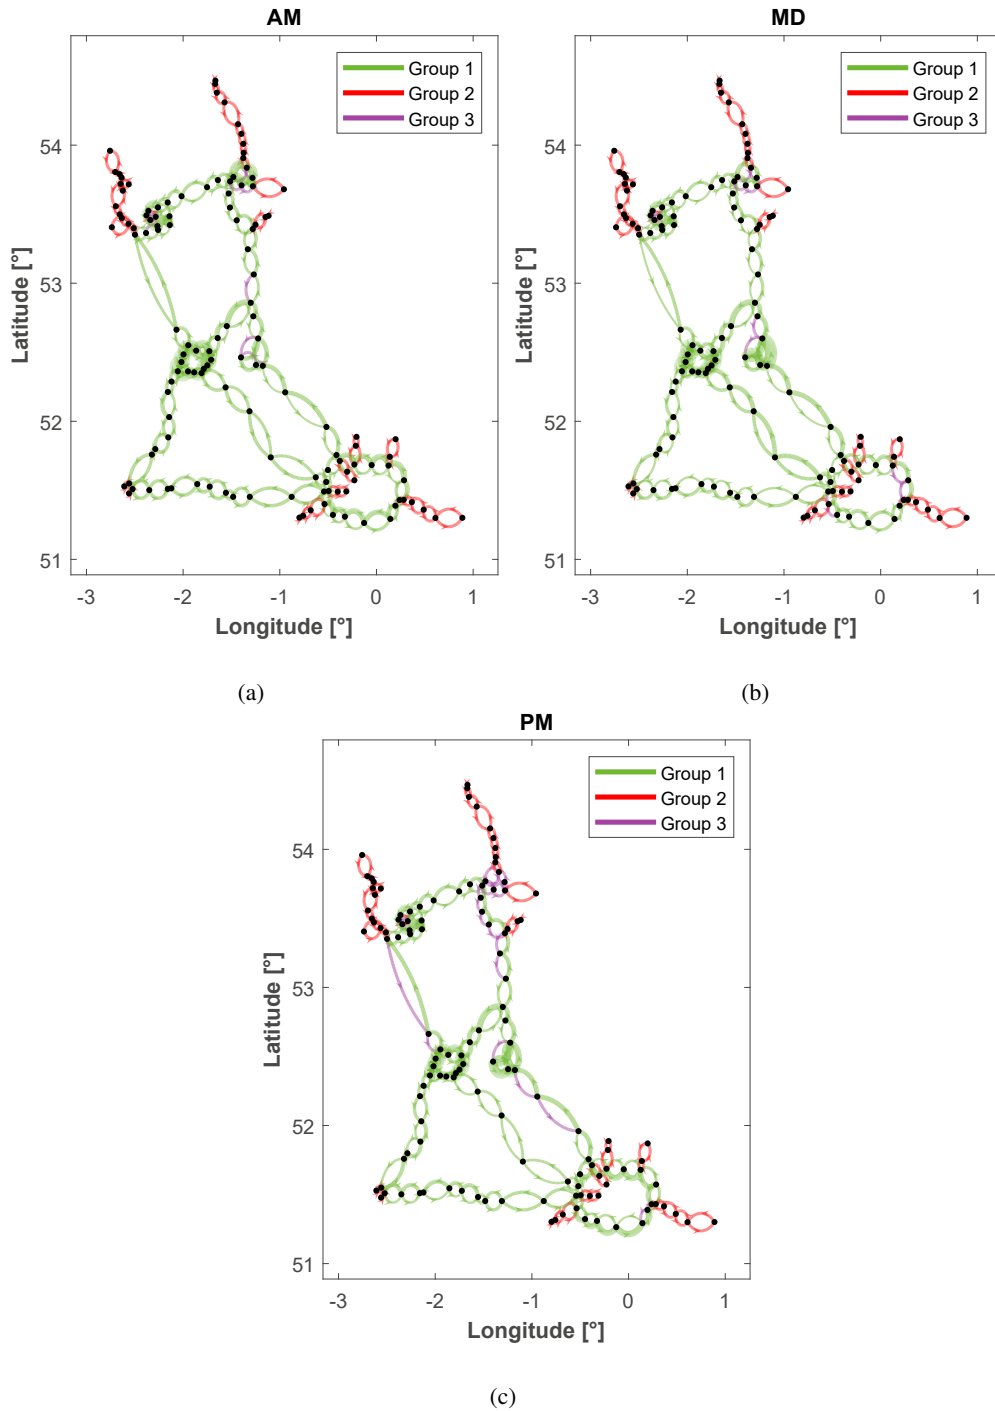 AM
Group 1
Group 2
Group 3
54
53
52
51
Latitude [°]
-3 -2 -1 0 1
Longitude [°]
(a)
MD
Group 1
Group 2
Group 3
54
53
52
51
Latitude [°]
-3 -2 -1 0 1
Longitude [°]
(b)
PM
Group 1
Group 2
Group 3
54
53
52
51
Latitude [°]
-3 -2 -1 0 1
Longitude [°]
(c)